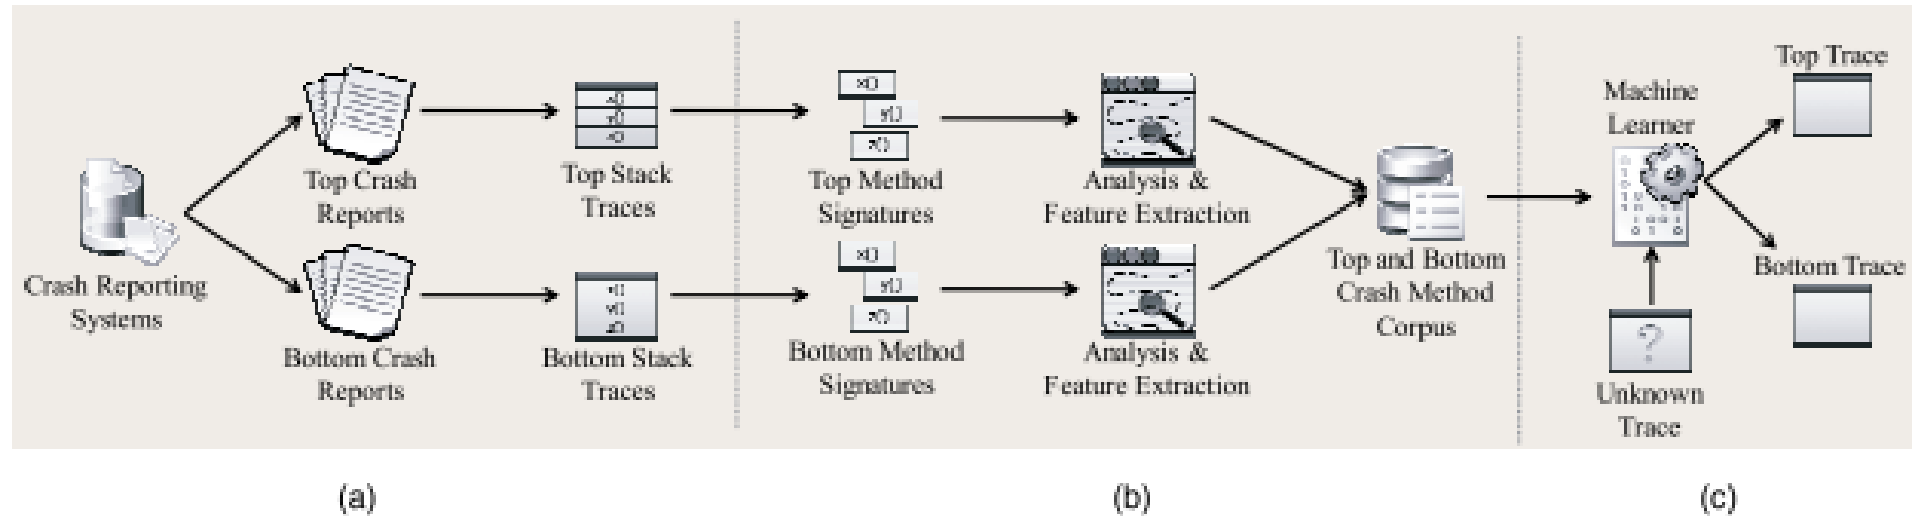 Crash Reporting
Systems
Top Crash
Reports
Bottom Crash
Reports
x()
y()
z()
Top Stack
Traces
x()
y()
z()
Bottom Stack
Traces
x()
y()
z()
Top Method
Signatures
x()
y()
z()
Bottom Method
Signatures
Analysis &
Feature Extraction
Analysis &
Feature Extraction
Top and Bottom
Crash Method
Corpus
Machine
Learner
Top Trace
Bottom Trace
?
Unknown
Trace
(a)
(b)
(c)